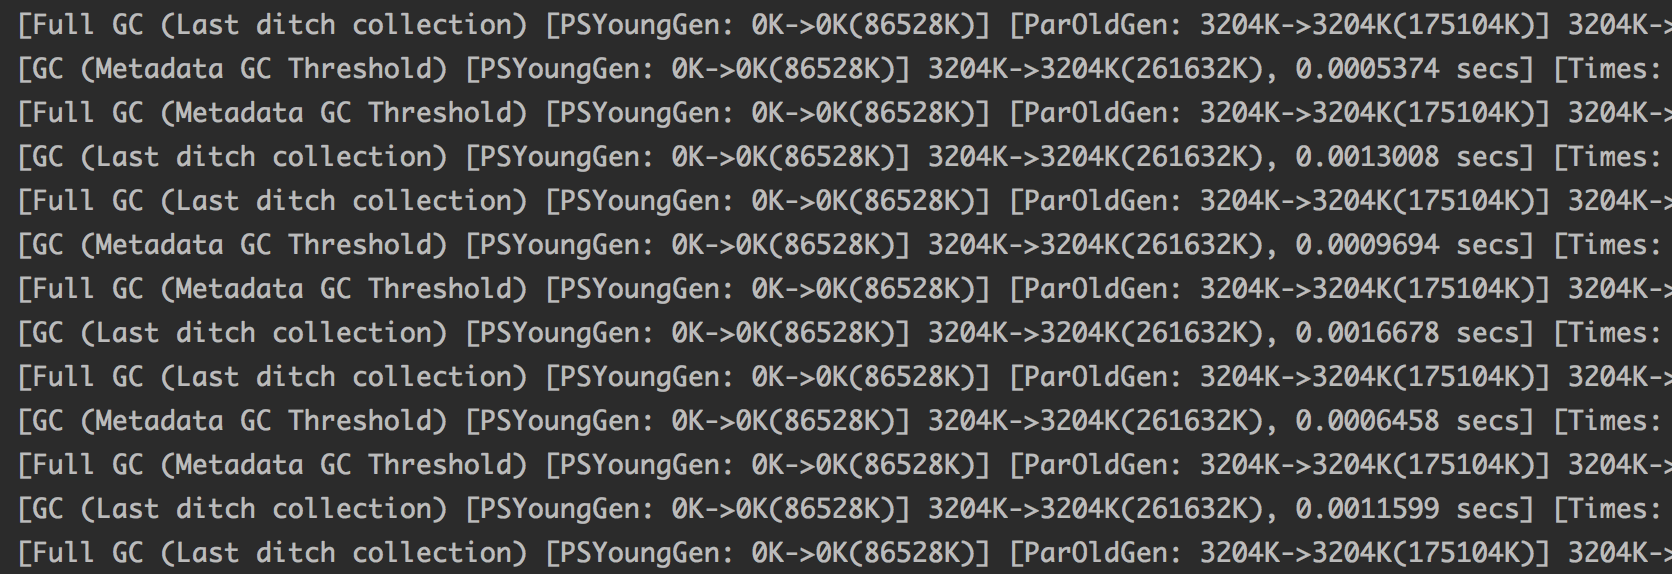 [Full GC (Last ditch collection) [PSYoungGen: 0K->0K(86528K)] [ParOldGen: 3204K->3204K(175104K)] 3204K->
[GC (Metadata GC Threshold) [PSYoungGen: 0K->0K(86528K)] 3204K->3204K(261632K), 0.0005374 secs] [Times:
[Full GC (Metadata GC Threshold) [PSYoungGen: 0K->0K(86528K)] [ParOldGen: 3204K->3204K(175104K)] 3204K->
[GC (Last ditch collection) [PSYoungGen: 0K->0K(86528K)] 3204K->3204K(261632K), 0.0013008 secs] [Times:
[Full GC (Last ditch collection) [PSYoungGen: 0K->0K(86528K)] [ParOldGen: 3204K->3204K(175104K)] 3204K->
[GC (Metadata GC Threshold) [PSYoungGen: 0K->0K(86528K)] 3204K->3204K(261632K), 0.0009694 secs] [Times:
[Full GC (Metadata GC Threshold) [PSYoungGen: 0K->0K(86528K)] [ParOldGen: 3204K->3204K(175104K)] 3204K->
[GC (Last ditch collection) [PSYoungGen: 0K->0K(86528K)] 3204K->3204K(261632K), 0.0016678 secs] [Times:
[Full GC (Last ditch collection) [PSYoungGen: 0K->0K(86528K)] [ParOldGen: 3204K->3204K(175104K)] 3204K->
[GC (Metadata GC Threshold) [PSYoungGen: 0K->0K(86528K)] 3204K->3204K(261632K), 0.0006458 secs] [Times:
[Full GC (Metadata GC Threshold) [PSYoungGen: 0K->0K(86528K)] [ParOldGen: 3204K->3204K(175104K)] 3204K->
[GC (Last ditch collection) [PSYoungGen: 0K->0K(86528K)] 3204K->3204K(261632K), 0.0011599 secs] [Times:
[Full GC (Last ditch collection) [PSYoungGen: 0K->0K(86528K)] [ParOldGen: 3204K->3204K(175104K)] 3204K->